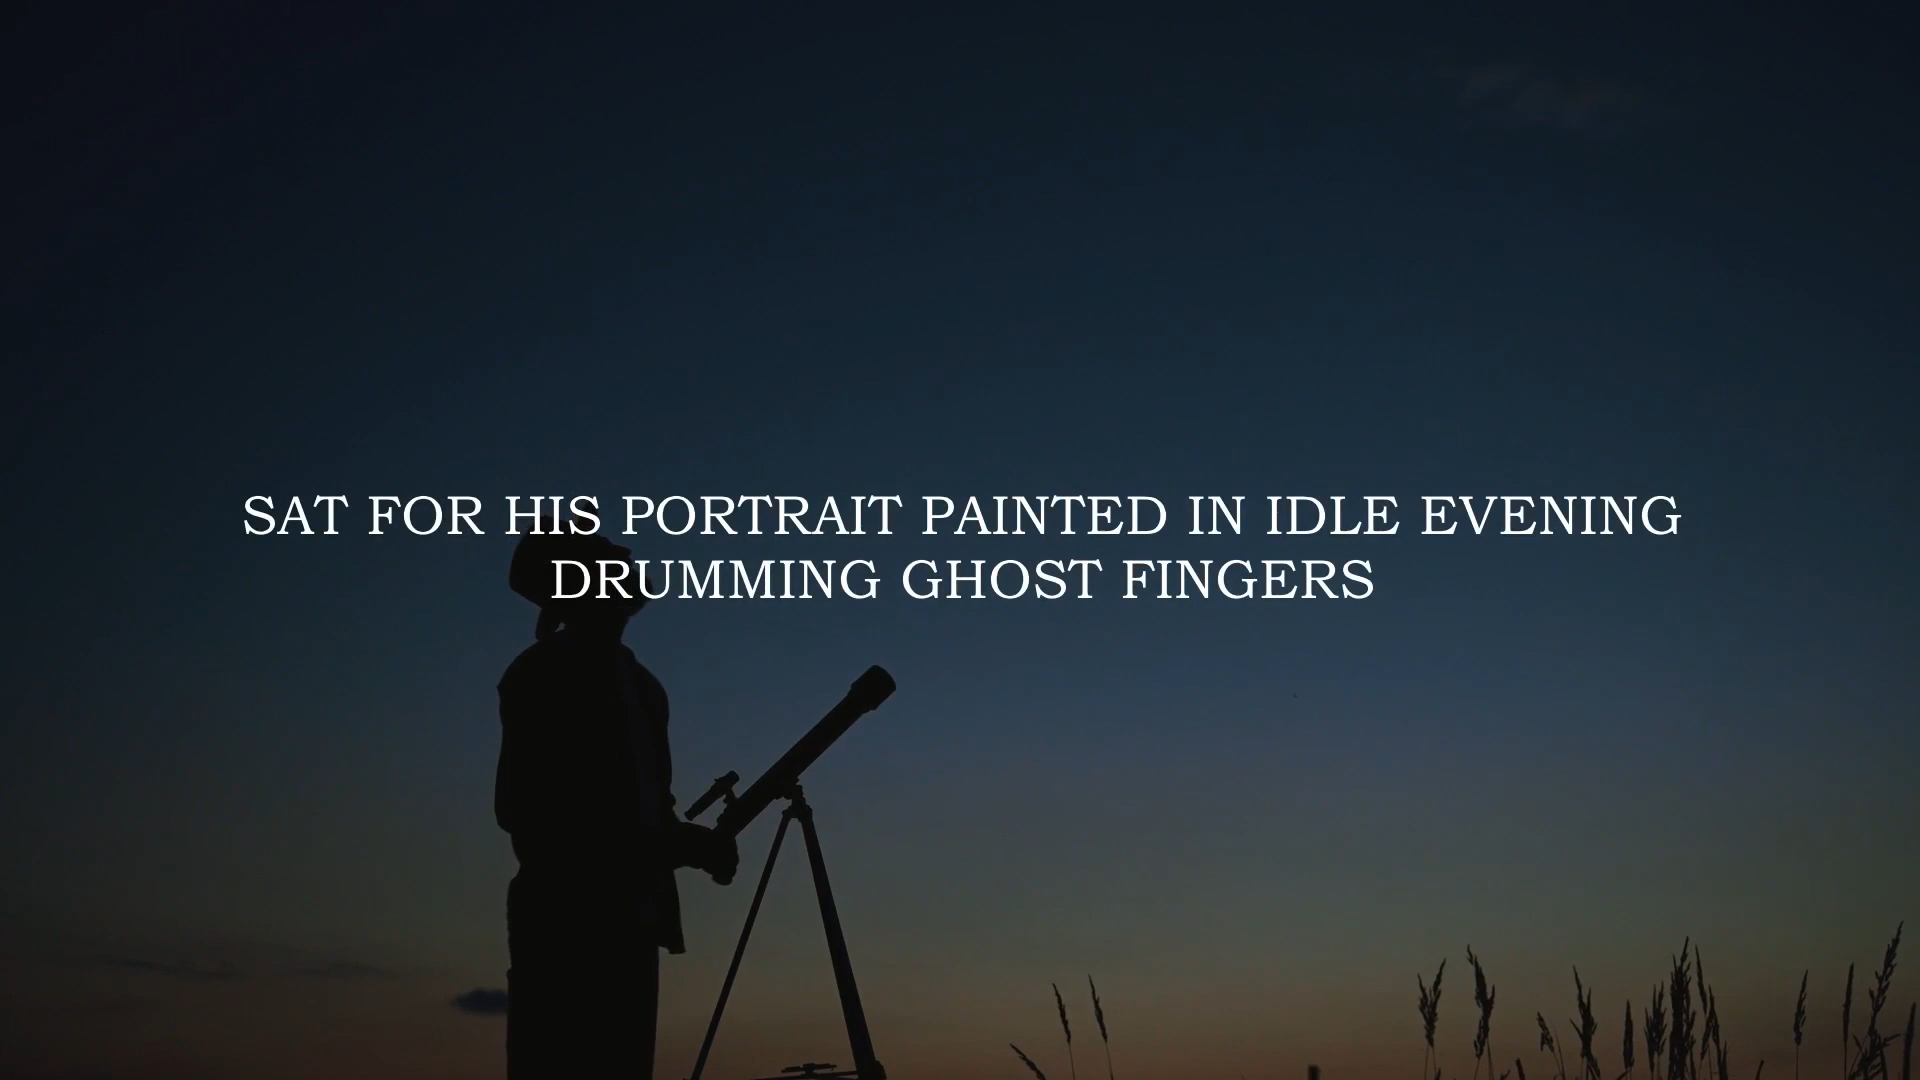 SAT FOR HIS PORTRAIT PAINTED IN IDLE EVENING
DRUMMING GHOST FINGERS